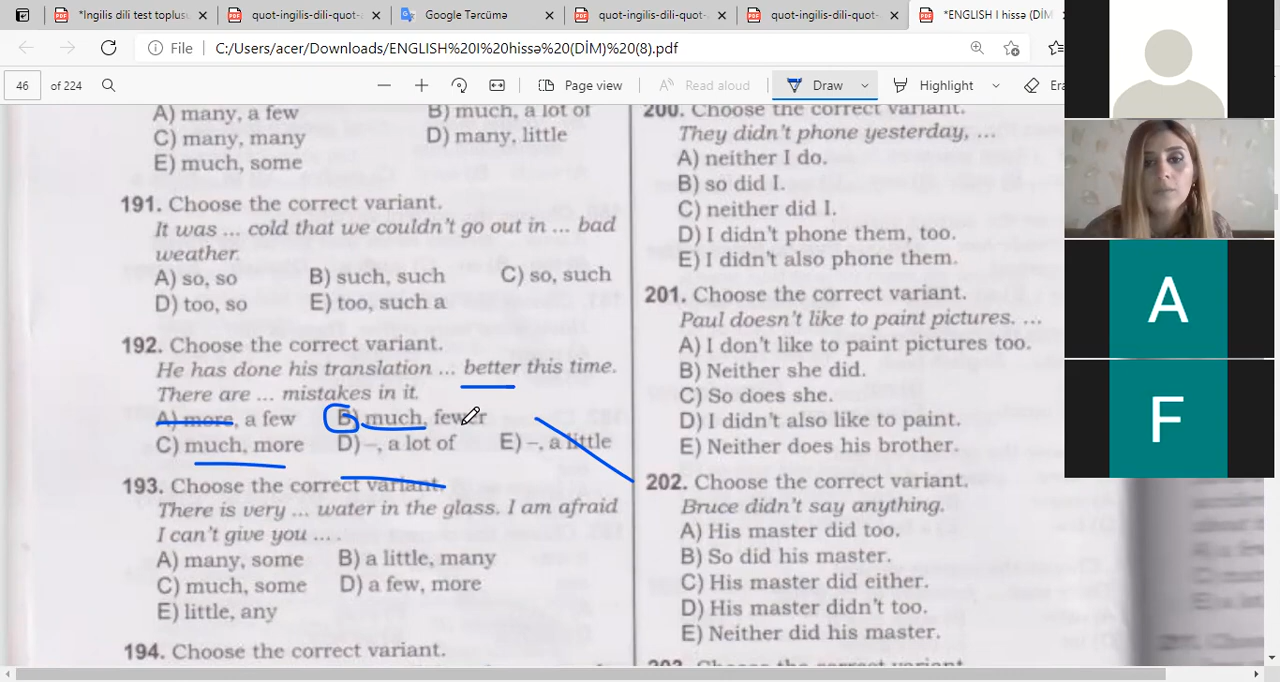 *Ingilis dili test toplusu
quot-ingilis-dili-quot-
Google Tərcümə
quot-ingilis-dili-quot-
quot-ingilis-dili-quot-
*ENGLISH I hissə (DİM)
File
C:/Users/acer/Downloads/ENGLISH%20I%20hissə%20(DİM)%20(8).pdf
46 of 224
Page view
Read aloud
Draw
Highlight
A) many, a few B) much, a lot of
C) many, many D) many, little
E) much, some
191. Choose the correct variant.
It was ... cold that we couldn't go out in ... bad
weather.
A) so, so B) such, such C) so, such
D) too, so E) too, such a
192. Choose the correct variant.
He has done his translation ... better this time.
There are ... mistakes in it.
A) more, a few B) much, fewer
C) much, more D) –, a lot of E) –, a little
193. Choose the correct variant.
There is very ... water in the glass. I am afraid
I can't give you ... .
A) many, some B) a little, many
C) much, some D) a few, more
E) little, any
194. Choose the correct variant.
200. Choose the correct variant.
They didn't phone yesterday, ...
A) neither I do.
B) so did I.
C) neither did I.
D) I didn't phone them, too.
E) I didn't also phone them.
201. Choose the correct variant.
Paul doesn't like to paint pictures. ...
A) I don't like to paint pictures too.
B) Neither she did.
C) So does she.
D) I didn't also like to paint.
E) Neither does his brother.
202. Choose the correct variant.
Bruce didn't say anything.
A) His master did too.
B) So did his master.
C) His master did either.
D) His master didn't too.
E) Neither did his master.
203. Choose the correct variant
A
F